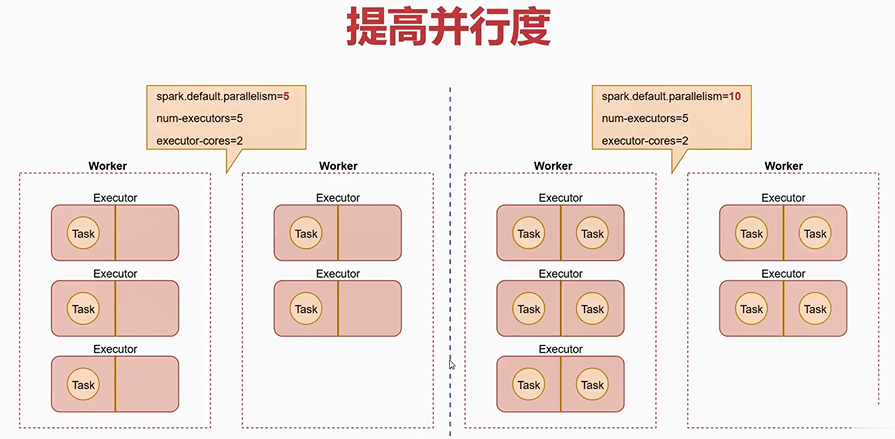 提高并行度
spark.default.parallelism=5
num-executors=5
executor-cores=2
spark.default.parallelism=10
num-executors=5
executor-cores=2
Worker
Worker
Worker
Worker
Executor
Executor
Executor
Executor
Task
Task
Task
Task
Task
Task
Executor
Executor
Executor
Executor
Task
Task
Task
Task
Task
Task
Executor
Executor
Task
Task
Task